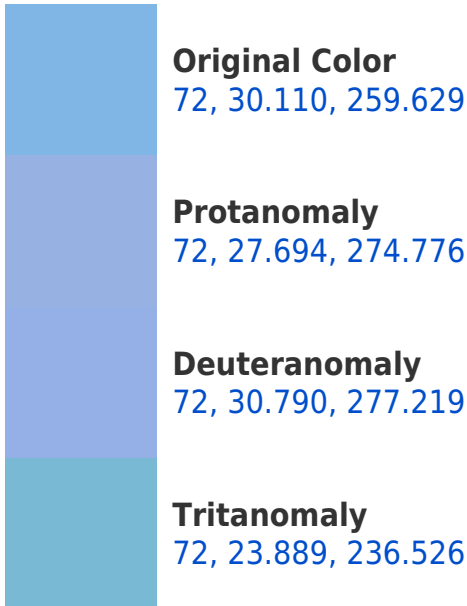 Original Color
72, 30.110, 259.629
Protanomaly
72, 27.694, 274.776
Deuteranomaly
72, 30.790, 277.219
Tritanomaly
72, 23.889, 236.526